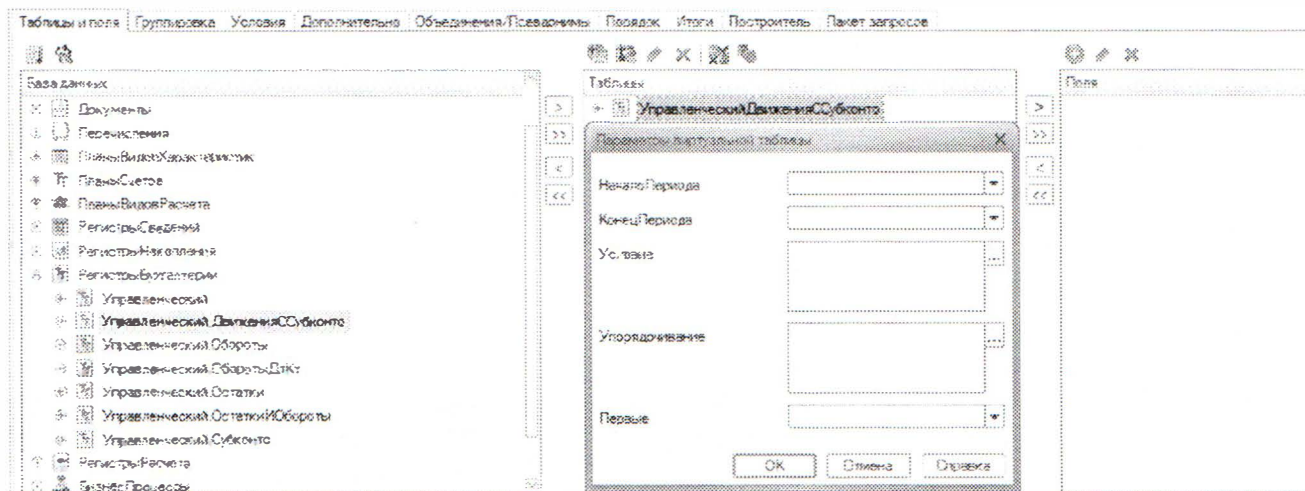 Таблицы и поля Группировка Условия Дополнительно Объединения/Псевдонимы Порядок Итоги Построитель Пакет запросов
База данных
Документы
Перечисления
ПланыВидовХарактеристик
ПланыСчетов
ПланыВидовРасчета
РегистрыСведений
РегистрыНакопления
РегистрыБухгалтерии
Управленческий
Управленческий.ДвиженияССубконто
Управленческий.Обороты
Управленческий.ОборотыДтКт
Управленческий.Остатки
Управленческий.ОстаткиИОбороты
Управленческий.Субконто
РегистрыРасчета
БизнесПроцессы
>
>>
<
<<
Таблицы
УправленческийДвиженияССубконто
Параметры виртуальной таблицы
НачалоПериода
КонецПериода
Условие
...
Упорядочивание
...
Первые
OK Отмена Справка
>
>>
<
<<
Поля